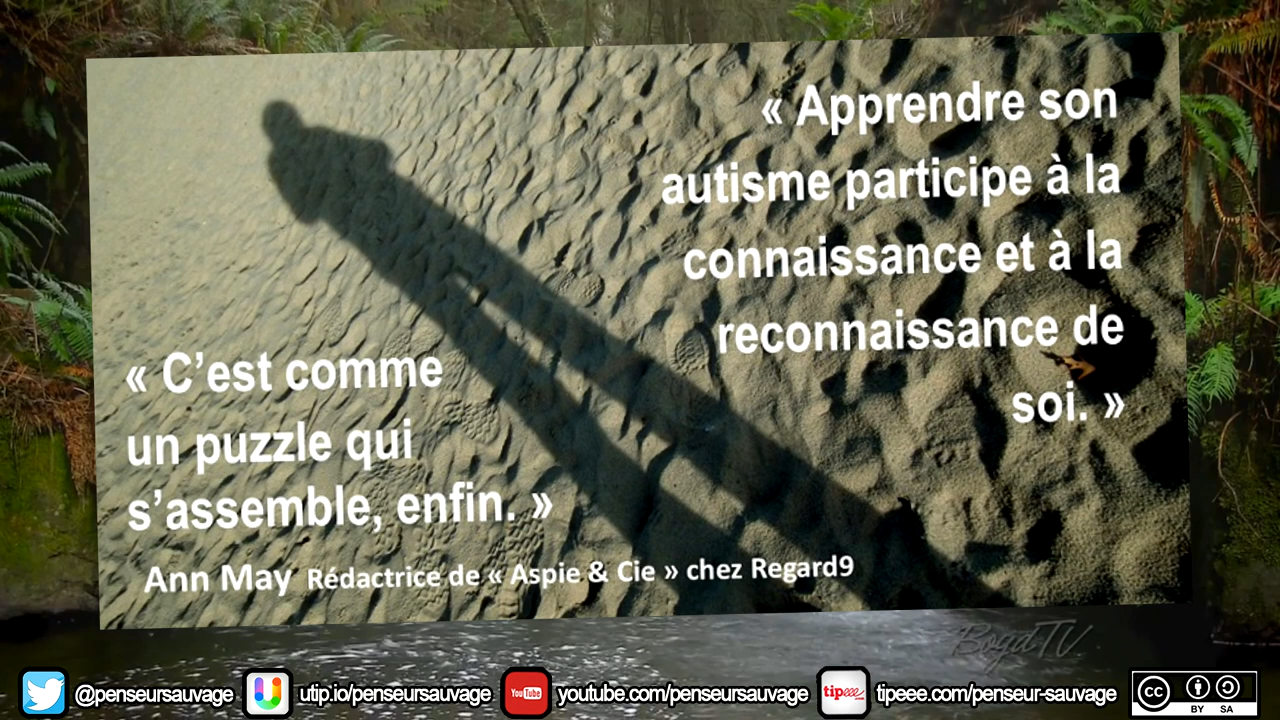 « Apprendre son
autisme participe à la
connaissance et à la
reconnaissance de
soi. »
« C’est comme
un puzzle qui
s’assemble, enfin. »
Ann May Rédactrice de « Aspie & Cie » chez Regard9
BogdTV
@penseursauvage
utip.io/penseursauvage
YouTube
youtube.com/penseursauvage
tipeee
tipeee.com/penseur-sauvage
cc BY SA